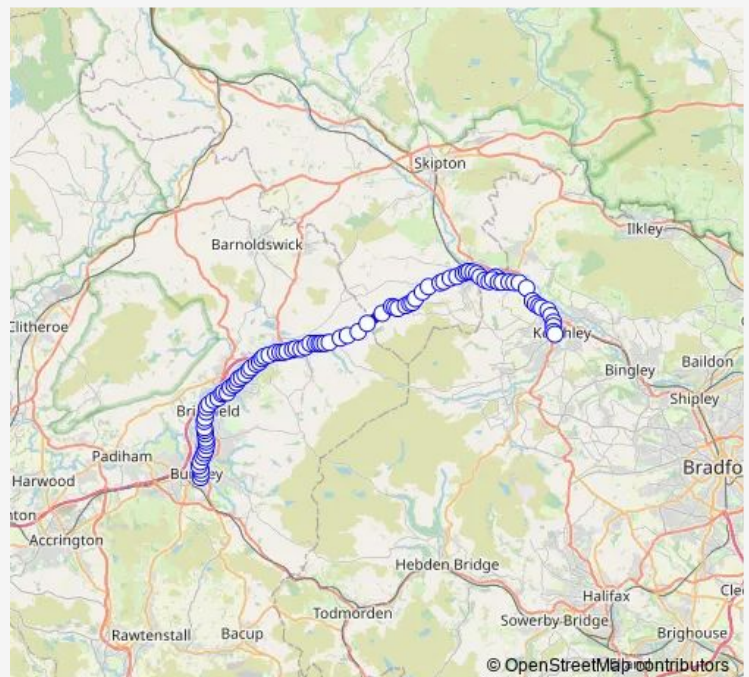 Skipton
Ilkley
Barnoldswick
Clitheroe
Bingley
Baildon
Shipley
Padiham
Harwood
Accrington
Hebden Bridge
Halifax
Todmorden
Sowerby Bridge
Rawtenstall
Bacup
Brighouse
© OpenStreetMap contributors